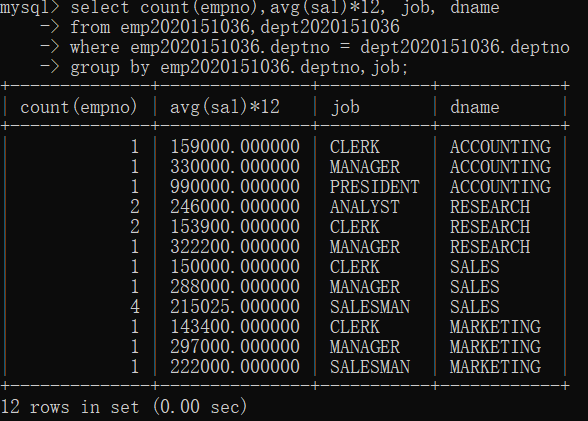 mysql> select count(empno),avg(sal)*12, job, dname
    -> from emp2020151036,dept2020151036
    -> where emp2020151036.deptno = dept2020151036.deptno
    -> group by emp2020151036.deptno,job;
+--------------+---------------+-----------+------------+
| count(empno) | avg(sal)*12   | job       | dname      |
+--------------+---------------+-----------+------------+
|            1 | 159000.000000 | CLERK     | ACCOUNTING |
|            1 | 330000.000000 | MANAGER   | ACCOUNTING |
|            1 | 990000.000000 | PRESIDENT | ACCOUNTING |
|            2 | 246000.000000 | ANALYST   | RESEARCH   |
|            2 | 153900.000000 | CLERK     | RESEARCH   |
|            1 | 322200.000000 | MANAGER   | RESEARCH   |
|            1 | 150000.000000 | CLERK     | SALES      |
|            1 | 288000.000000 | MANAGER   | SALES      |
|            4 | 215025.000000 | SALESMAN  | SALES      |
|            1 | 143400.000000 | CLERK     | MARKETING  |
|            1 | 297000.000000 | MANAGER   | MARKETING  |
|            1 | 222000.000000 | SALESMAN  | MARKETING  |
+--------------+---------------+-----------+------------+
12 rows in set (0.00 sec)